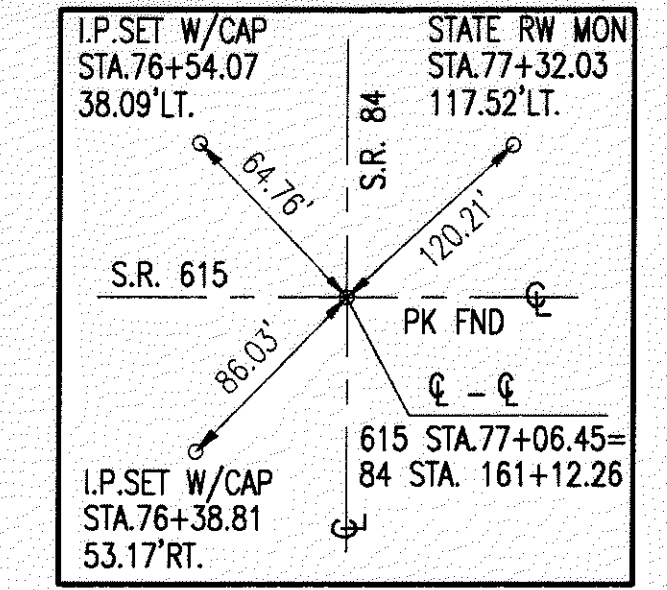 I.P.SET W/CAP
STA.76+54.07
38.09'LT.
STATE RW MON
STA.77+32.03
117.52'LT.
S.R. 84
64.76'
120.21'
S.R. 615
℄
PK FND
86.03'
℄ - ℄
615 STA.77+06.45=
84 STA. 161+12.26
I.P.SET W/CAP
STA.76+38.81
53.17'RT.
℄